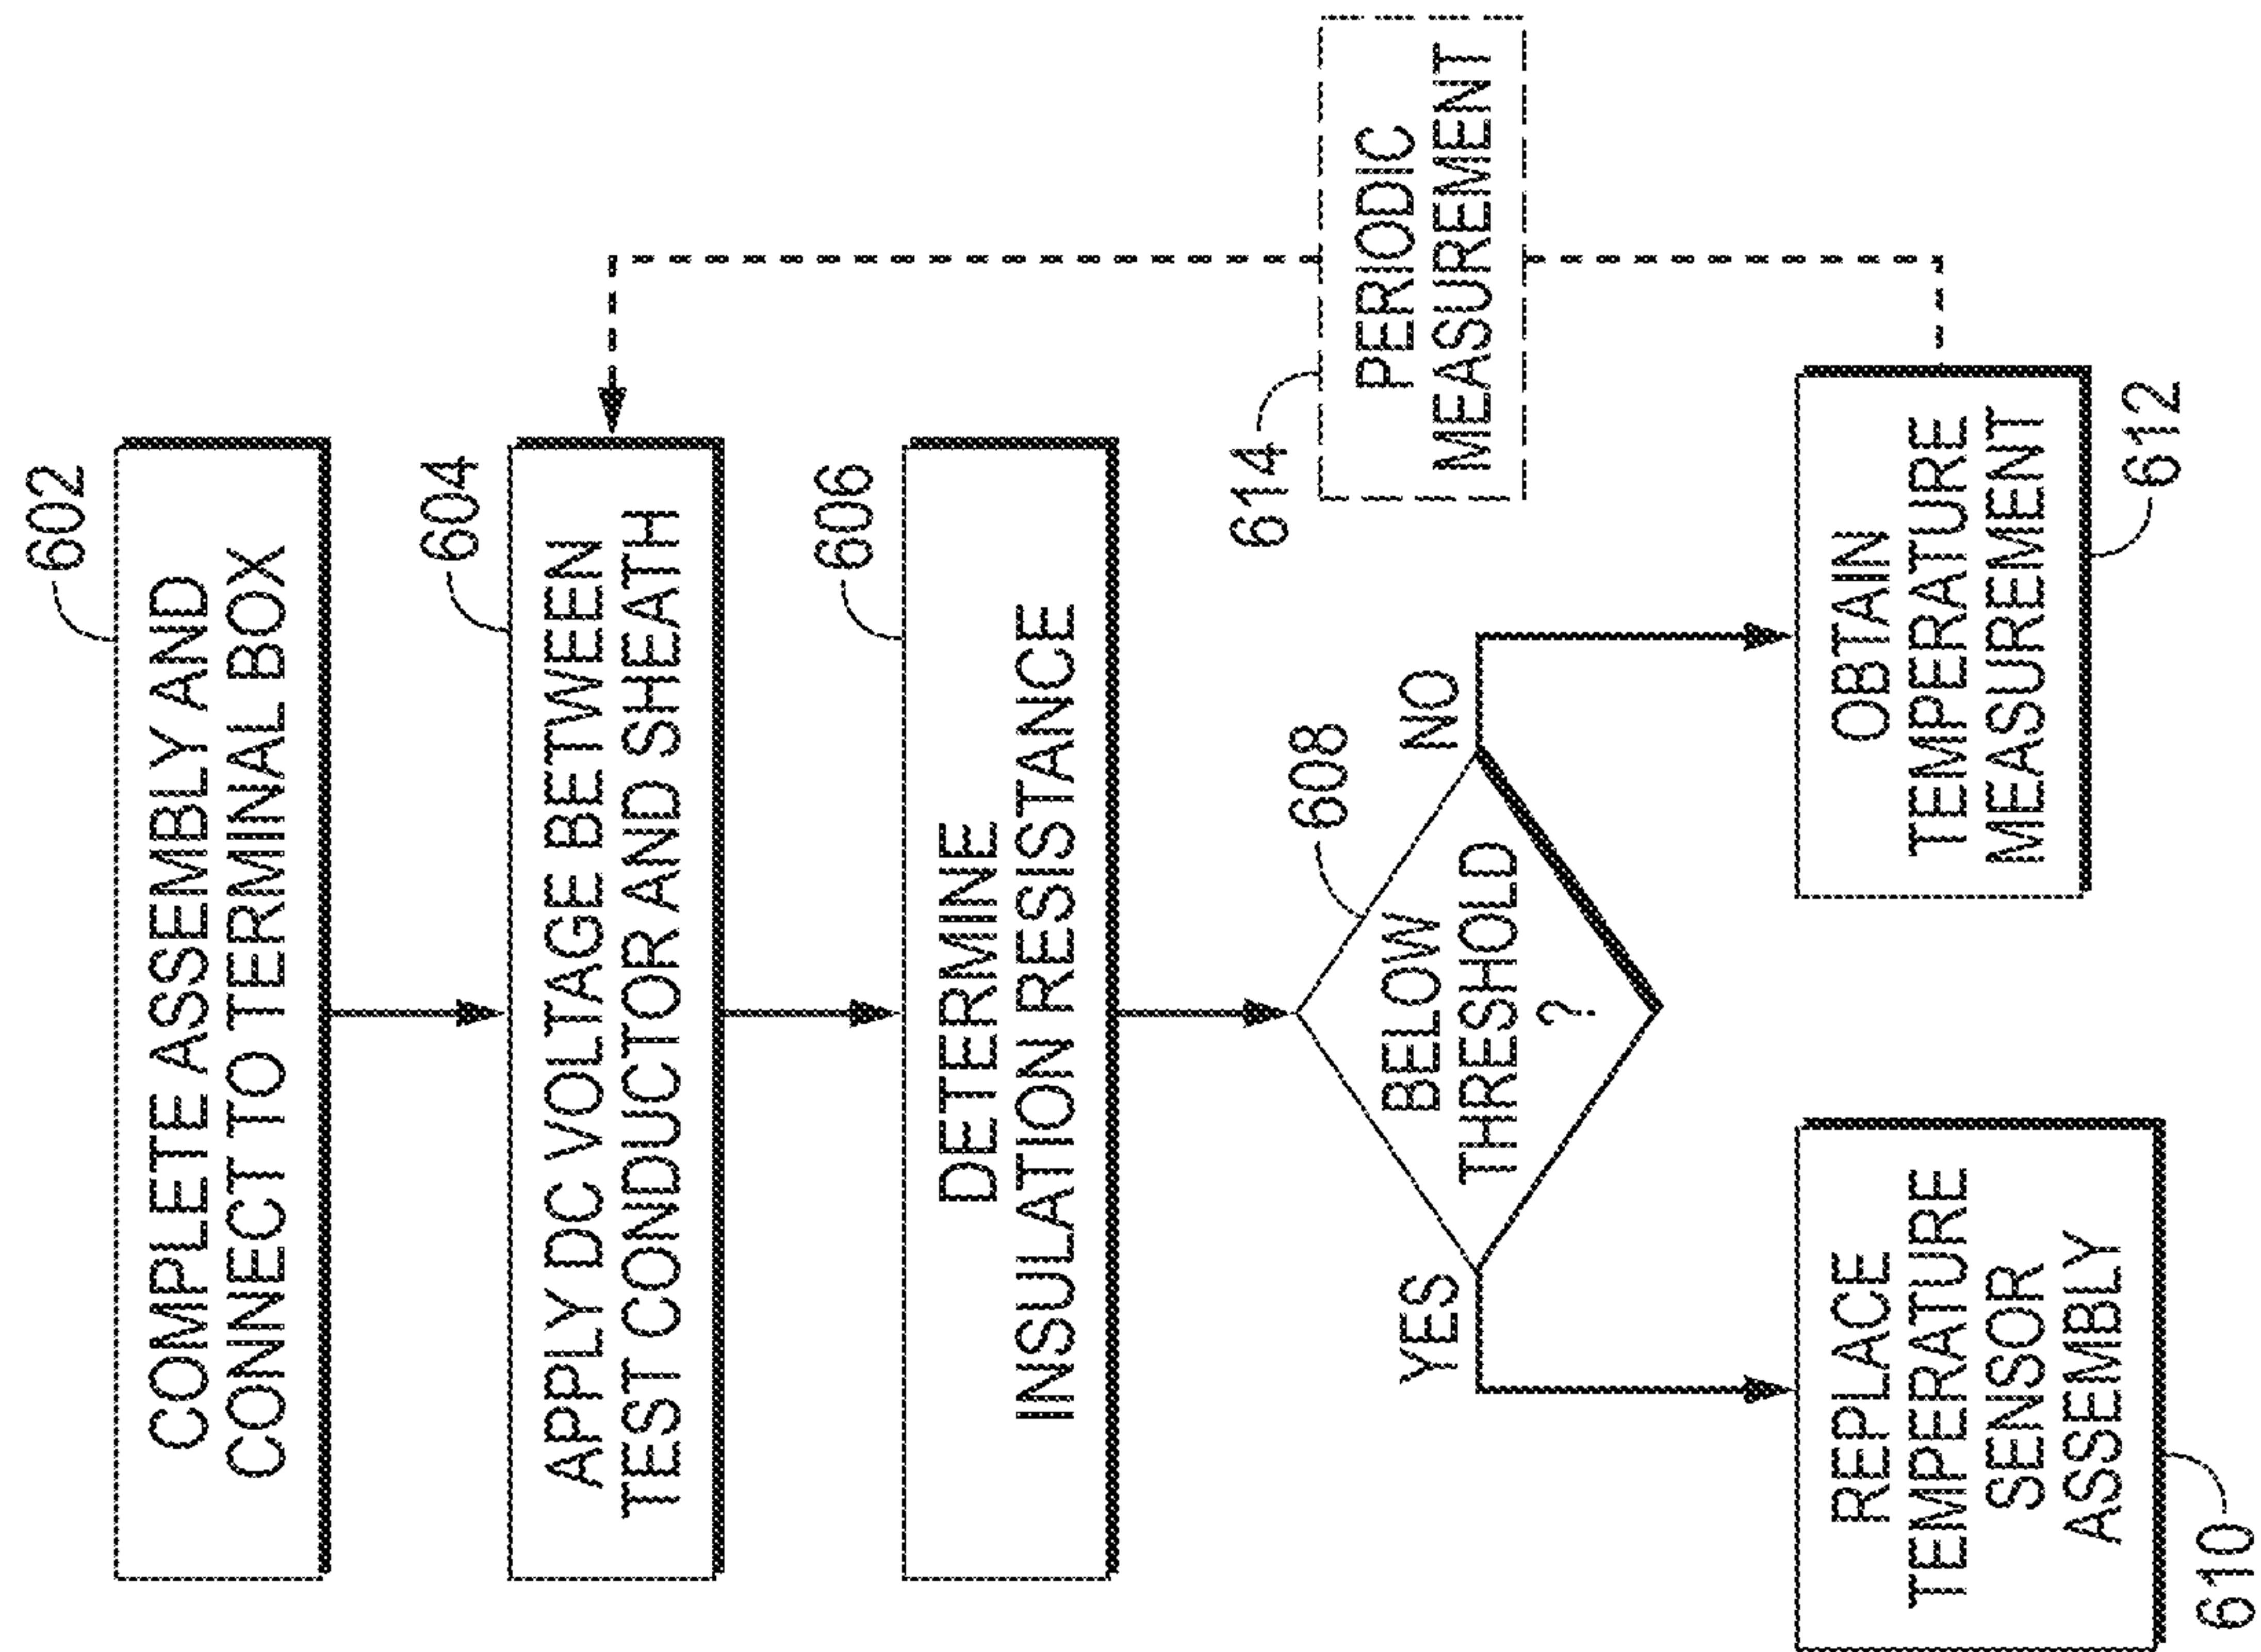 602
COMPLETE ASSEMBLY AND
CONNECT TO TERMINAL BOX
604
APPLY DC VOLTAGE BETWEEN
TEST CONDUCTOR AND SHEATH
606
DETERMINE
INSULATION RESISTANCE
608
BELOW
THRESHOLD
?
YES
NO
614
PERIODIC
MEASUREMENT
REPLACE
TEMPERATURE
SENSOR
ASSEMBLY
610
OBTAIN
TEMPERATURE
MEASUREMENT
612